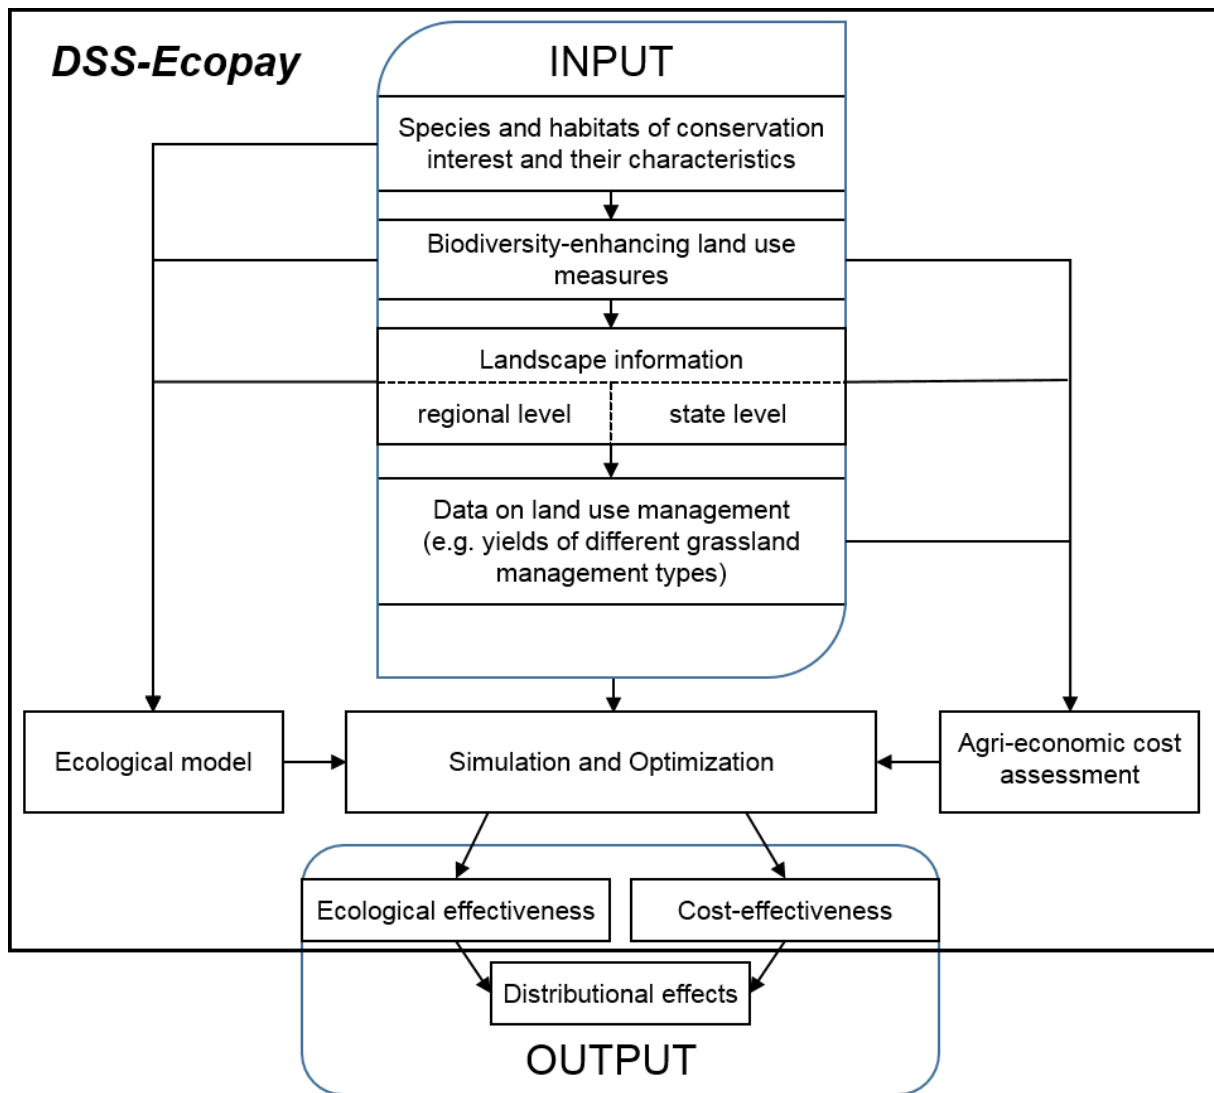 DSS-Ecopay
INPUT
Species and habitats of conservation
interest and their characteristics
Biodiversity-enhancing land use
measures
Landscape information
regional level
state level
Data on land use management
(e.g. yields of different grassland
management types)
Ecological model
Simulation and Optimization
Agri-economic cost
assessment
Ecological effectiveness
Cost-effectiveness
Distributional effects
OUTPUT